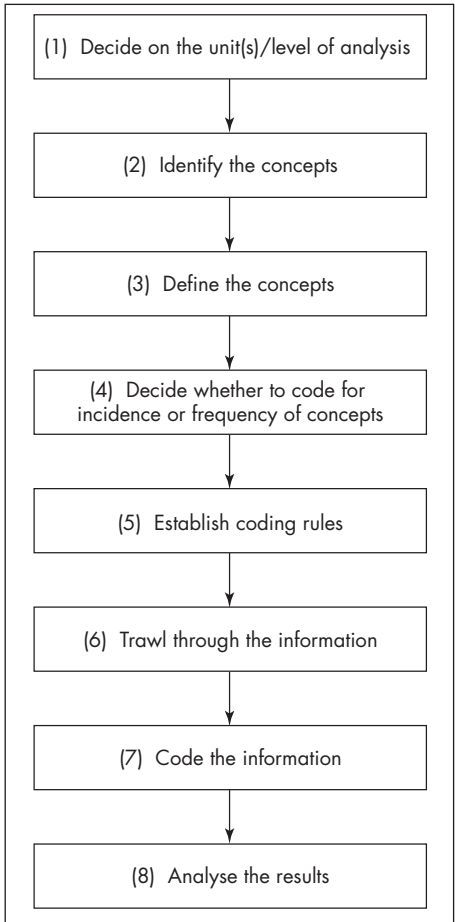 (1) Decide on the unit(s)/level of analysis
(2) Identify the concepts
(3) Define the concepts
(4) Decide whether to code for
incidence or frequency of concepts
(5) Establish coding rules
(6) Trawl through the information
(7) Code the information
(8) Analyse the results